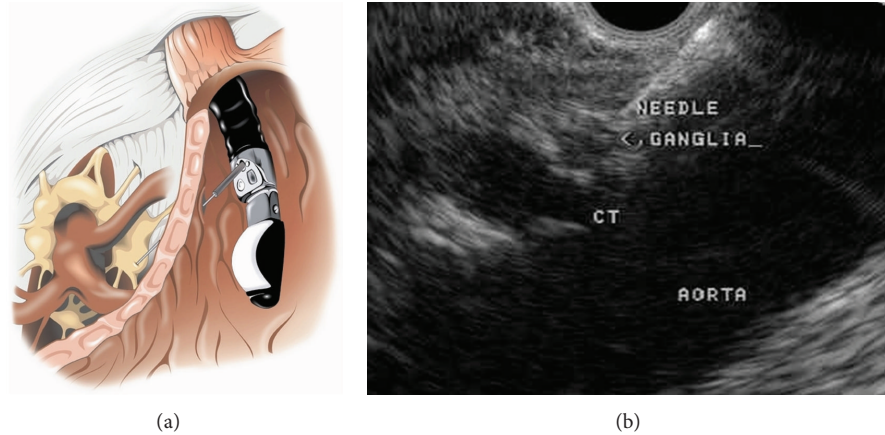 NEEDLE
<,GANGLIA_
CT
AORTA
(a)
(b)